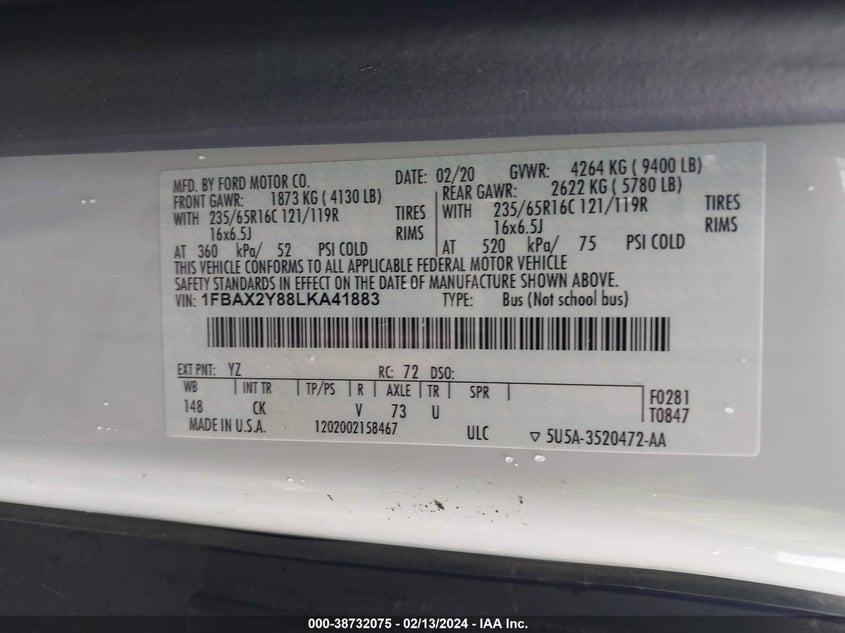 MFD. BY FORD MOTOR CO. DATE: 02/20 GVWR: 4264 KG ( 9400 LB)
FRONT GAWR: 1873 KG ( 4130 LB) REAR GAWR: 2622 KG ( 5780 LB)
WITH 235/65R16C 121/119R TIRES WITH 235/65R16C 121/119R TIRES
16x6.5J RIMS 16x6.5J RIMS
AT 360 kPa/ 52 PSI COLD AT 520 kPa/ 75 PSI COLD
THIS VEHICLE CONFORMS TO ALL APPLICABLE FEDERAL MOTOR VEHICLE
SAFETY STANDARDS IN EFFECT ON THE DATE OF MANUFACTURE SHOWN ABOVE.
VIN: 1FBAX2Y88LKA41883 TYPE: Bus (Not school bus)
EXT PNT: YZ RC: 72 DSO:
WB INT TR TP/PS R AXLE TR SPR F0281
148 CK V 73 U T0847
MADE IN U.S.A. 1202002158467 ULC ▽ 5U5A-3520472-AA
000-38732075 - 02/13/2024 - IAA Inc.